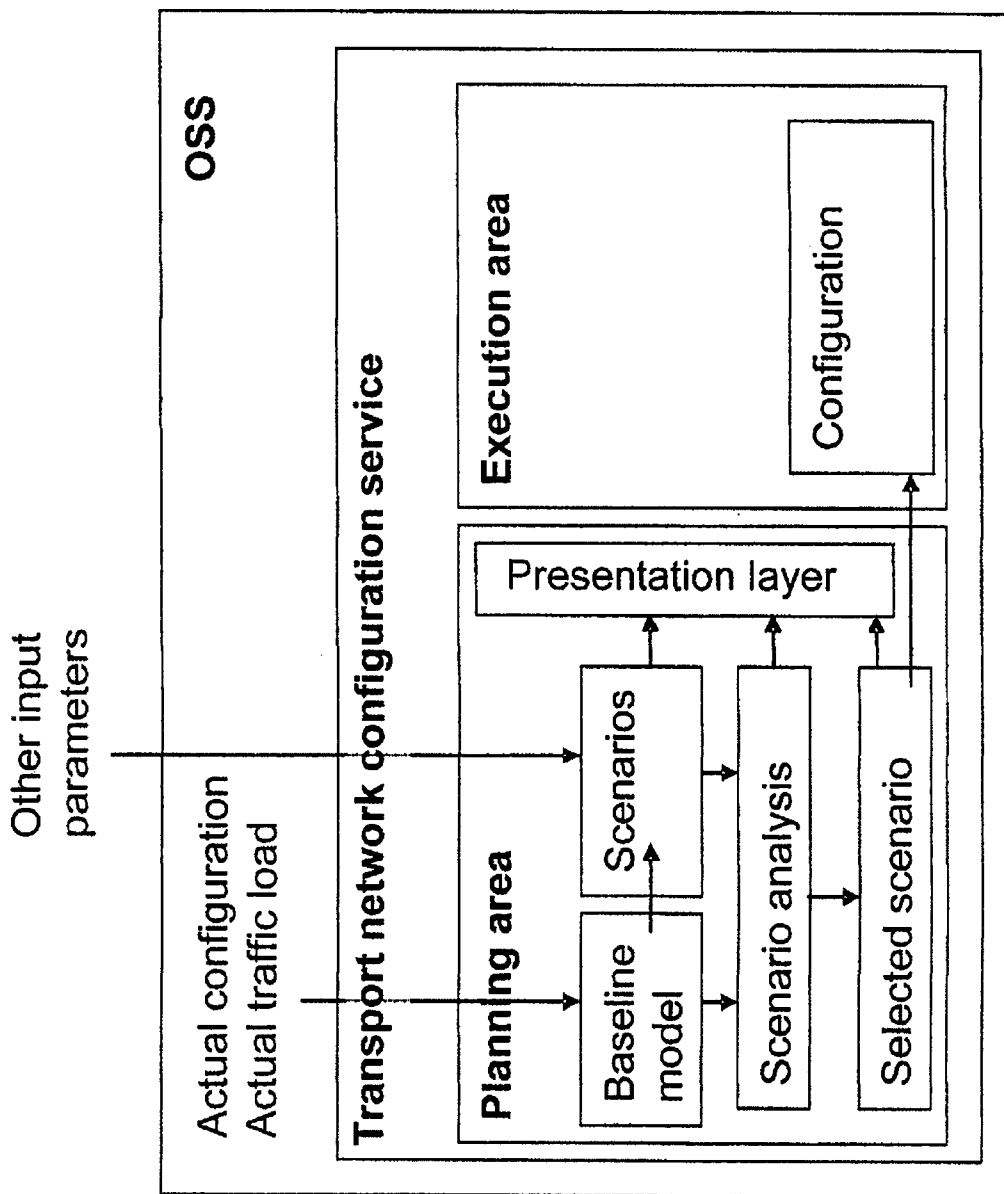 Other input
parameters
OSS
Actual configuration
Actual traffic load
Transport network configuration service
Planning area
Execution area
Baseline
model
Scenarios
Presentation layer
Scenario analysis
Selected scenario
Configuration